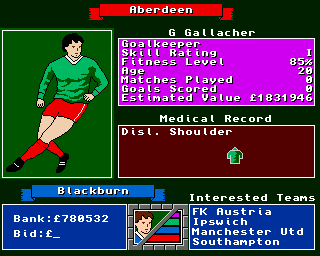 Aberdeen
G Gallacher
Goalkeeper
Skill Rating I
Fitness Level 85%
Age 20
Matches Played 0
Goals Scored 0
Estimated Value £1831946
Medical Record
Disl. Shoulder
Blackburn
Interested Teams
Bank:£780532
Bid:£_
FK Austria
Ipswich
Manchester Utd
Southampton